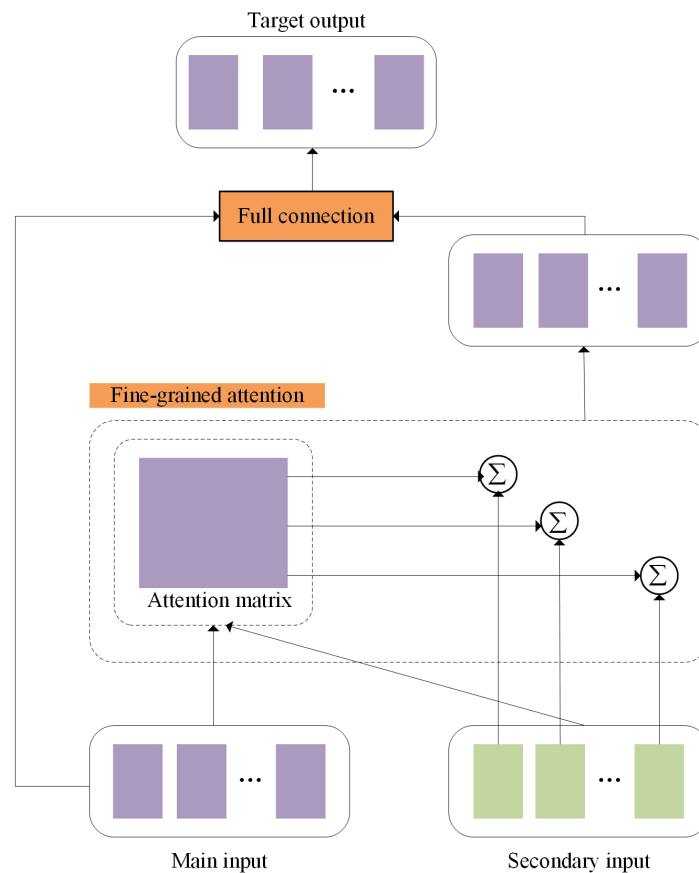 Target output
...
Full connection
...
Fine-grained attention
Σ
Σ
Σ
Attention matrix
...
...
Main input
Secondary input